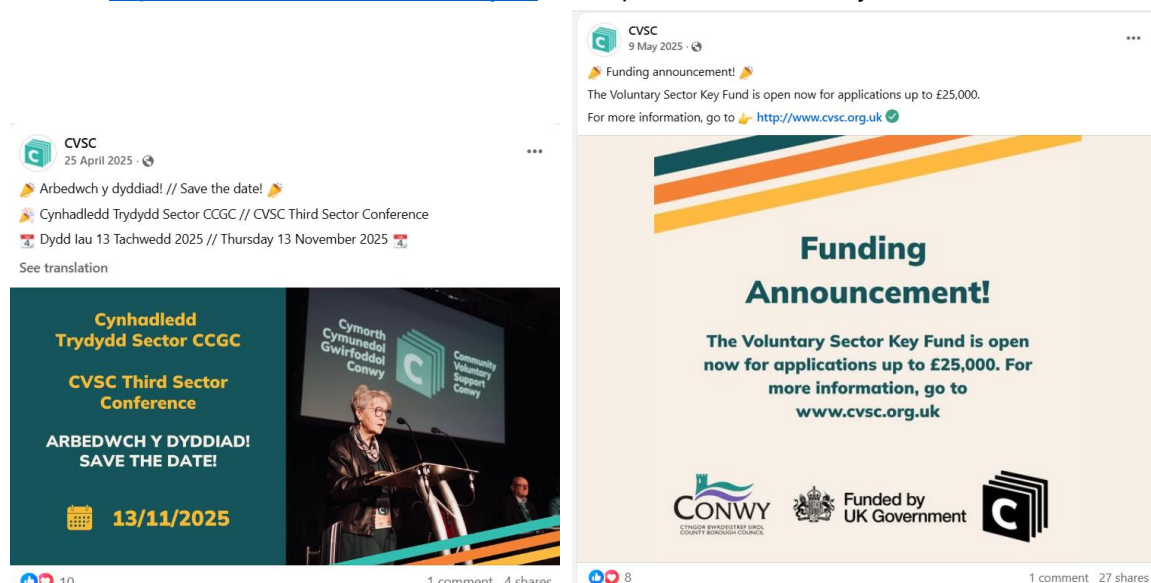 CVSC
25 April 2025
Arbedwch y dyddiad! // Save the date!
Cynhadledd Trydydd Sector CCGC // CVSC Third Sector Conference
Dydd Iau 13 Tachwedd 2025 // Thursday 13 November 2025
See translation
Cynhadledd
Trydydd Sector CCGC
CVSC Third Sector
Conference
ARBEDWCH Y DYDDIAD!
SAVE THE DATE!
13/11/2025
Cymorth
Cymunedol
Gwirfoddol
Conwy
Community
Voluntary
Support
Conwy
10
1 comment 4 shares
CVSC
9 May 2025
Funding announcement!
The Voluntary Sector Key Fund is open now for applications up to £25,000.
For more information, go to http://www.cvsc.org.uk
Funding
Announcement!
The Voluntary Sector Key Fund is open
now for applications up to £25,000. For
more information, go to
www.cvsc.org.uk
CONWY
CYNGOR BWRDEISTREF SIROL
COUNTY BOROUGH COUNCIL
Funded by
UK Government
8
1 comment 27 shares